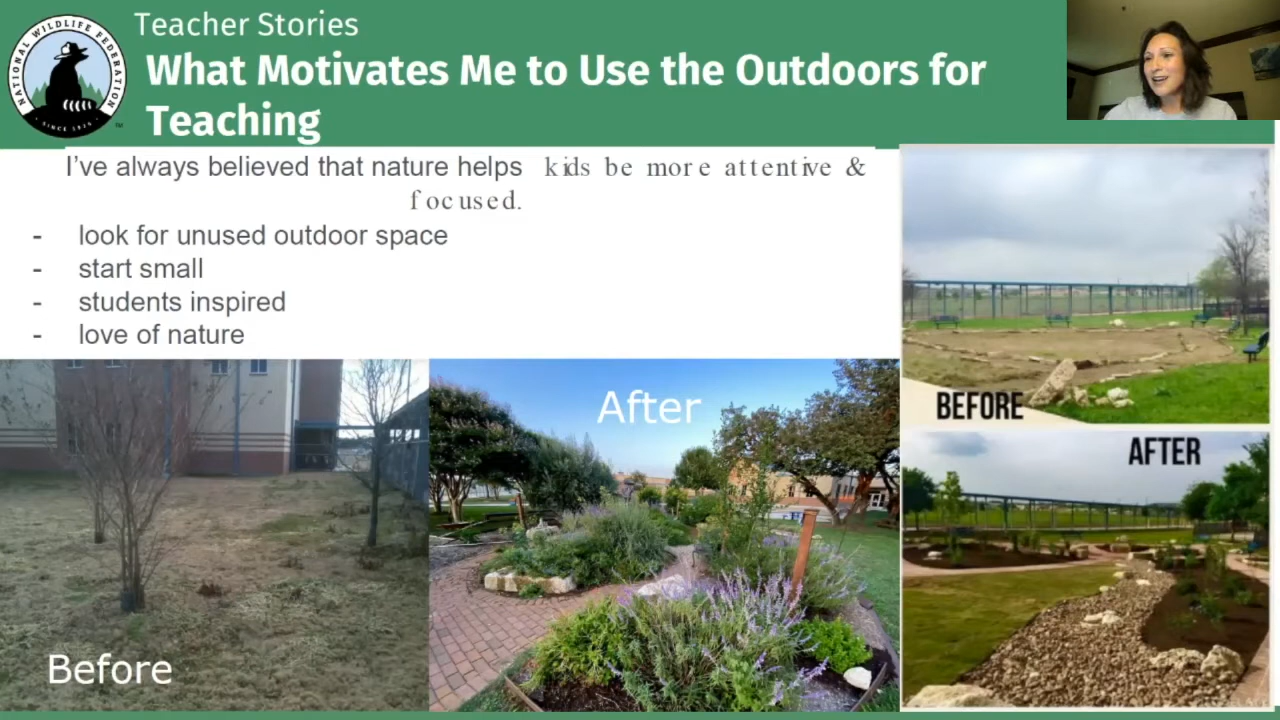 NATIONAL WILDLIFE FEDERATION
SINCE 1936
TM
Teacher Stories
What Motivates Me to Use the Outdoors for
Teaching
I've always believed that nature helps kids be more attentive &
focused.
- look for unused outdoor space
- start small
- students inspired
- love of nature
BEFORE
After
AFTER
Before